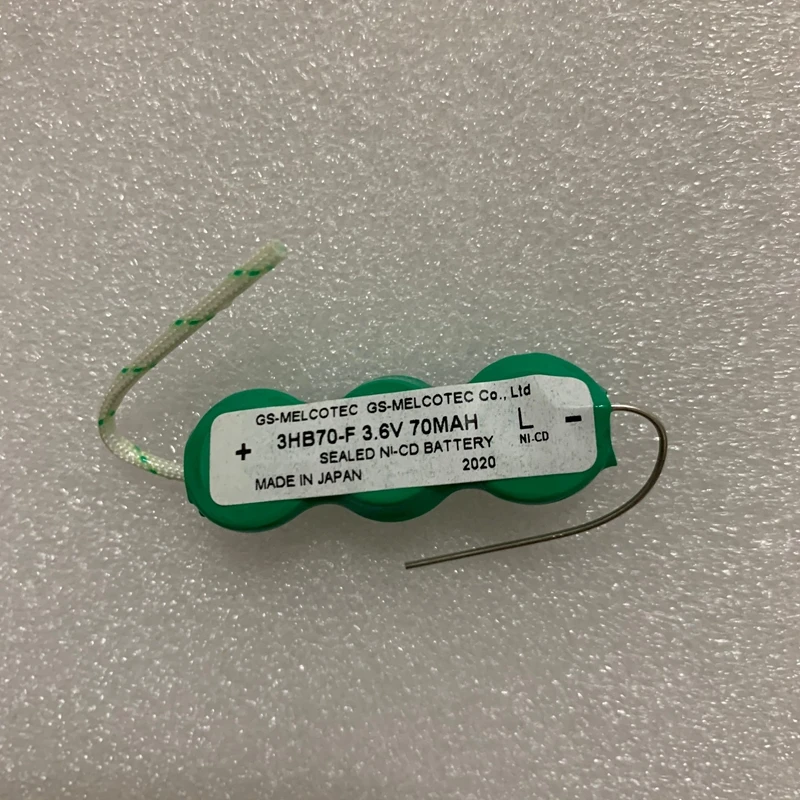 GS-MELCOTEC GS-MELCOTEC Co., Ltd
+ 3HB70-F 3.6V 70MAH L -
SEALED NI-CD BATTERY NI-CD
MADE IN JAPAN 2020